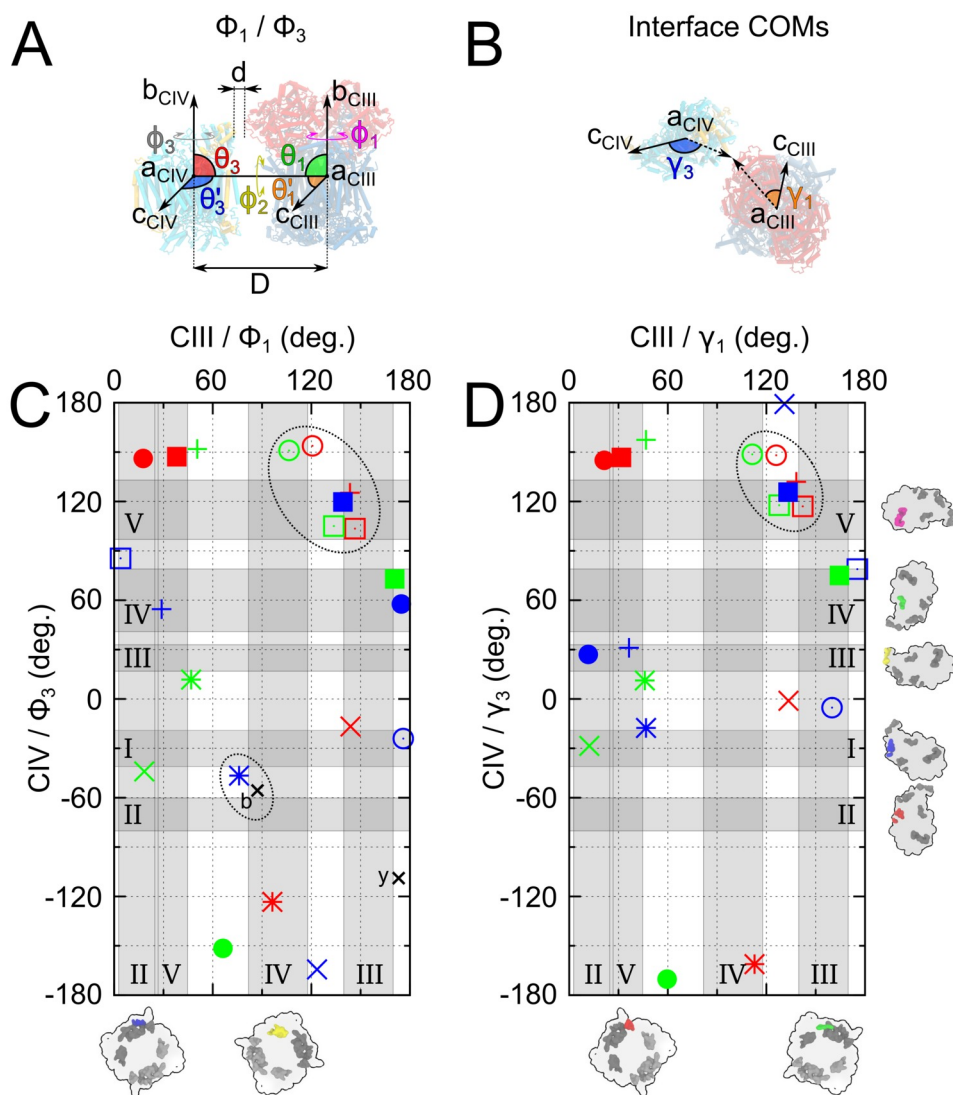 A
Φ1 / Φ3
d
bCIV
bCIII
ϕ3
ϕ1
θ3
θ1
aCIV
aCIII
θ'3
ϕ2
θ'1
cCIV
cCIII
D
B
Interface COMs
aCIV
cCIV
cCIII
γ3
γ1
aCIII
C
CIII / Φ1 (deg.)
0 60 120 180
CIV / Φ3 (deg.)
180
120
60
0
-60
-120
-180
V
IV
III
I
II
b
y
II V IV III
D
CIII / γ1 (deg.)
0 60 120 180
CIV / γ3 (deg.)
180
120
60
0
-60
-120
-180
V
IV
III
I
II
II V IV III